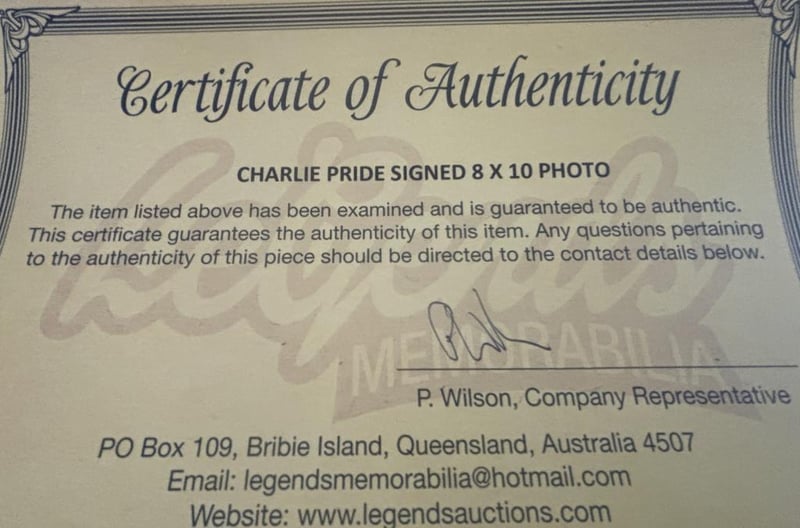 Certificate of Authenticity
CHARLIE PRIDE SIGNED 8 X 10 PHOTO
The item listed above has been examined and is guaranteed to be authentic.
This certificate guarantees the authenticity of this item. Any questions pertaining
to the authenticity of this piece should be directed to the contact details below.
Legends
MEMORABILIA
P. Wilson, Company Representative
PO Box 109, Bribie Island, Queensland, Australia 4507
Email: legendsmemorabilia@hotmail.com
Website: www.legendsauctions.com